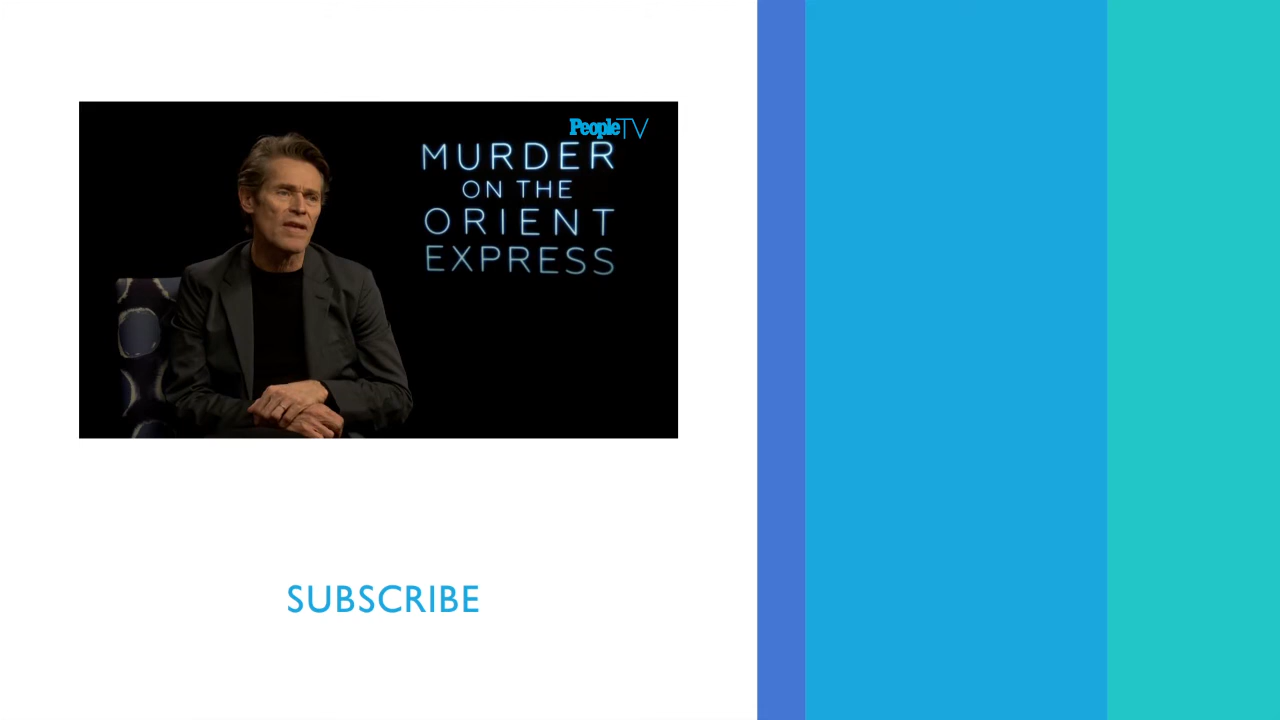 PeopleTV
MURDER
ON THE
ORIENT
EXPRESS
SUBSCRIBE